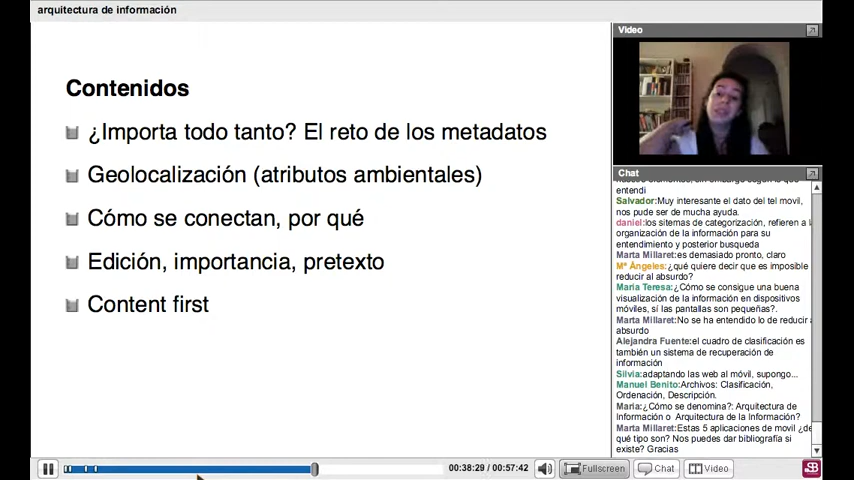 arquitectura de información
Contenidos
¿Importa todo tanto? El reto de los metadatos
Geolocalización (atributos ambientales)
Cómo se conectan, por qué
Edición, importancia, pretexto
Content first
Video
Chat
entendi
Salvador:Muy interesante el dato del tel movil,
nos pude ser de mucha ayuda.
daniel:los sitemas de categorización, refieren a la
organización de la información para su
entendimiento y posterior busqueda
Marta Millaret:es demasiado pronto, claro
Mª Àngeles:¿qué quiere decir que es imposible
reducir al absurdo?
Maria Teresa:¿Cómo se consigue una buena
visualización de la información en dispositivos
móviles, sí las pantallas son pequeñas?.
Marta Millaret:No se ha entendido lo de reducir
absurdo
Alejandra Fuente:el cuadro de clasificación es
también un sistema de recuperación de
información
Silvia:adaptando las web al móvil, supongo...
Manuel Benito:Archivos: Clasificación,
Ordenación, Descripción.
Maria:¿Cómo se denomina?: Arquitectura de
Información o Arquitectura de la Información?
Marta Millaret:Estas 5 aplicaciones de movil ¿de
qué tipo son? Nos puedes dar bibliografía si
existe? Gracias
00:38:29 / 00:57:42
Fullscreen
Chat
Video